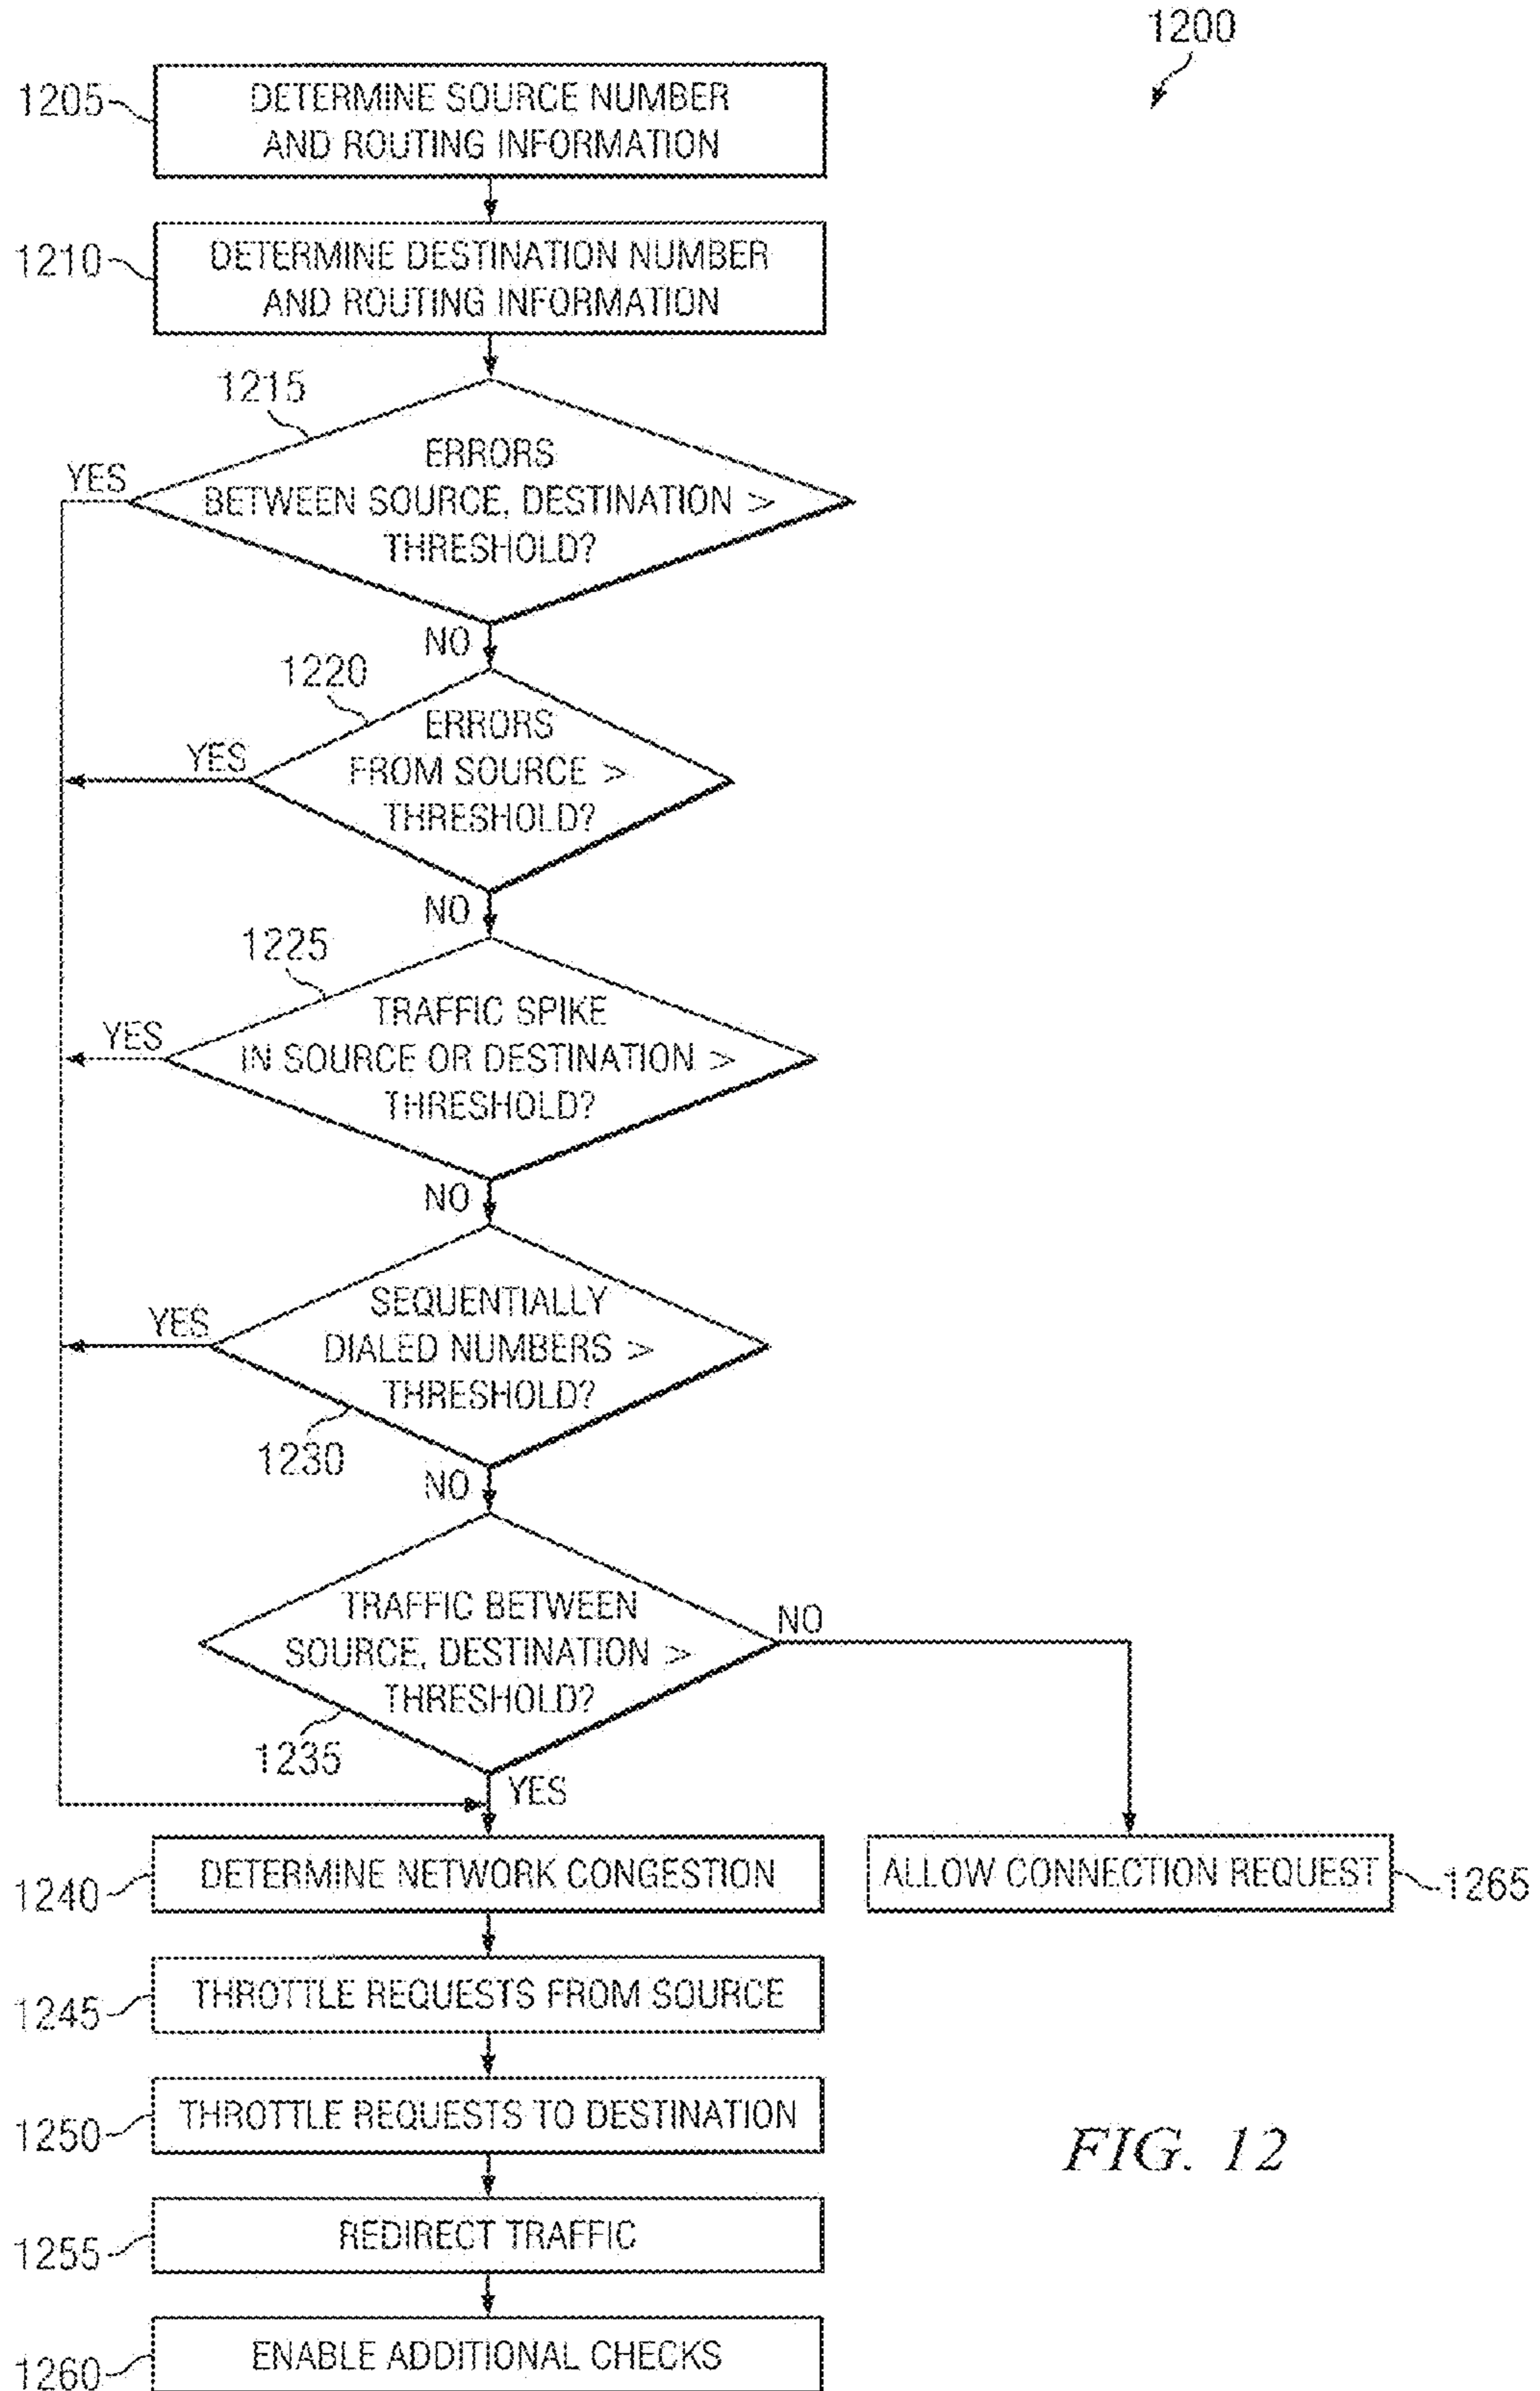 1200
1205
DETERMINE SOURCE NUMBER
AND ROUTING INFORMATION
1210
DETERMINE DESTINATION NUMBER
AND ROUTING INFORMATION
1215
YES
ERRORS
BETWEEN SOURCE, DESTINATION >
THRESHOLD?
NO
1220
YES
ERRORS
FROM SOURCE >
THRESHOLD?
NO
1225
YES
TRAFFIC SPIKE
IN SOURCE OR DESTINATION >
THRESHOLD?
NO
YES
SEQUENTIALLY
DIALED NUMBERS >
THRESHOLD?
1230
NO
TRAFFIC BETWEEN
SOURCE, DESTINATION >
THRESHOLD?
NO
1235
YES
1240
DETERMINE NETWORK CONGESTION
ALLOW CONNECTION REQUEST
1265
1245
THROTTLE REQUESTS FROM SOURCE
1250
THROTTLE REQUESTS TO DESTINATION
FIG. 12
1255
REDIRECT TRAFFIC
1260
ENABLE ADDITIONAL CHECKS